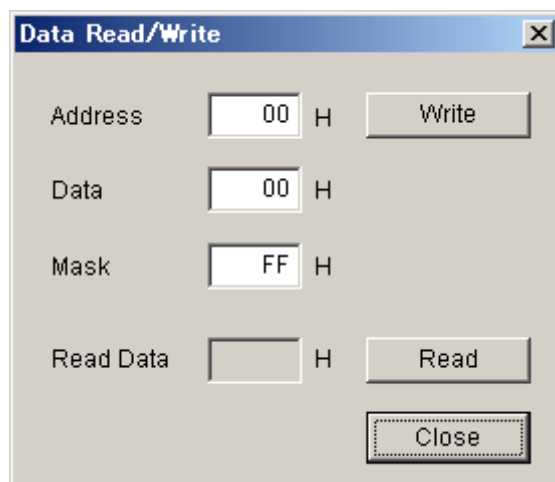 Data Read/Write
Address 00 H Write
Data 00 H
Mask FF H
Read Data H Read
Close